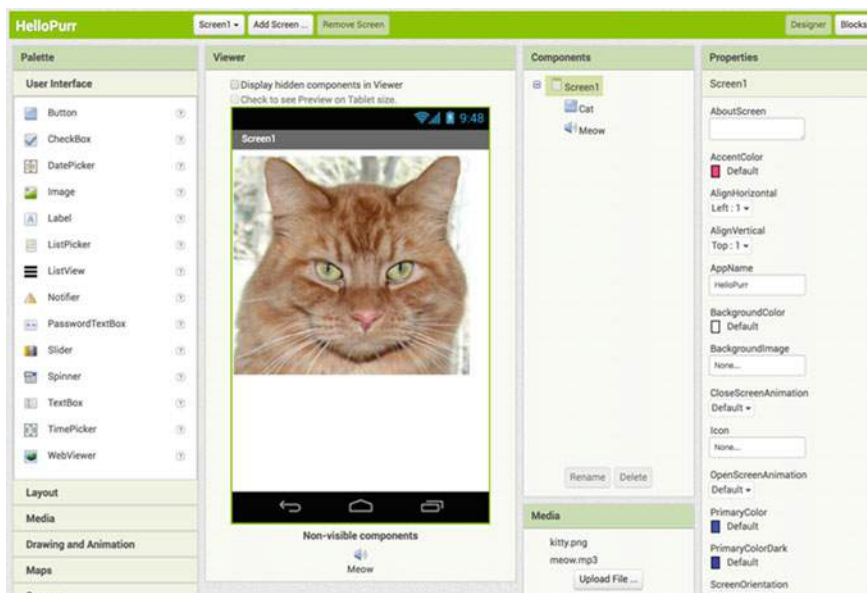 HelloPurr
Screen1
Add Screen ...
Remove Screen
Designer
Blocks
Palette
User Interface
Button
CheckBox
DatePicker
Image
Label
ListPicker
ListView
Notifier
PasswordTextBox
Slider
Spinner
TextBox
TimePicker
WebViewer
Layout
Media
Drawing and Animation
Maps
Viewer
Display hidden components in Viewer
Check to see Preview on Tablet size.
9:48
Screen1
Non-visible components
Meow
Components
Screen1
Cat
Meow
Rename
Delete
Media
kitty.png
meow.mp3
Upload File ...
Properties
Screen1
AboutScreen
AccentColor
Default
AlignHorizontal
Left : 1
AlignVertical
Top : 1
AppName
HelloPurr
BackgroundColor
Default
BackgroundImage
None...
CloseScreenAnimation
Default
Icon
None...
OpenScreenAnimation
Default
PrimaryColor
Default
PrimaryColorDark
Default
ScreenOrientation